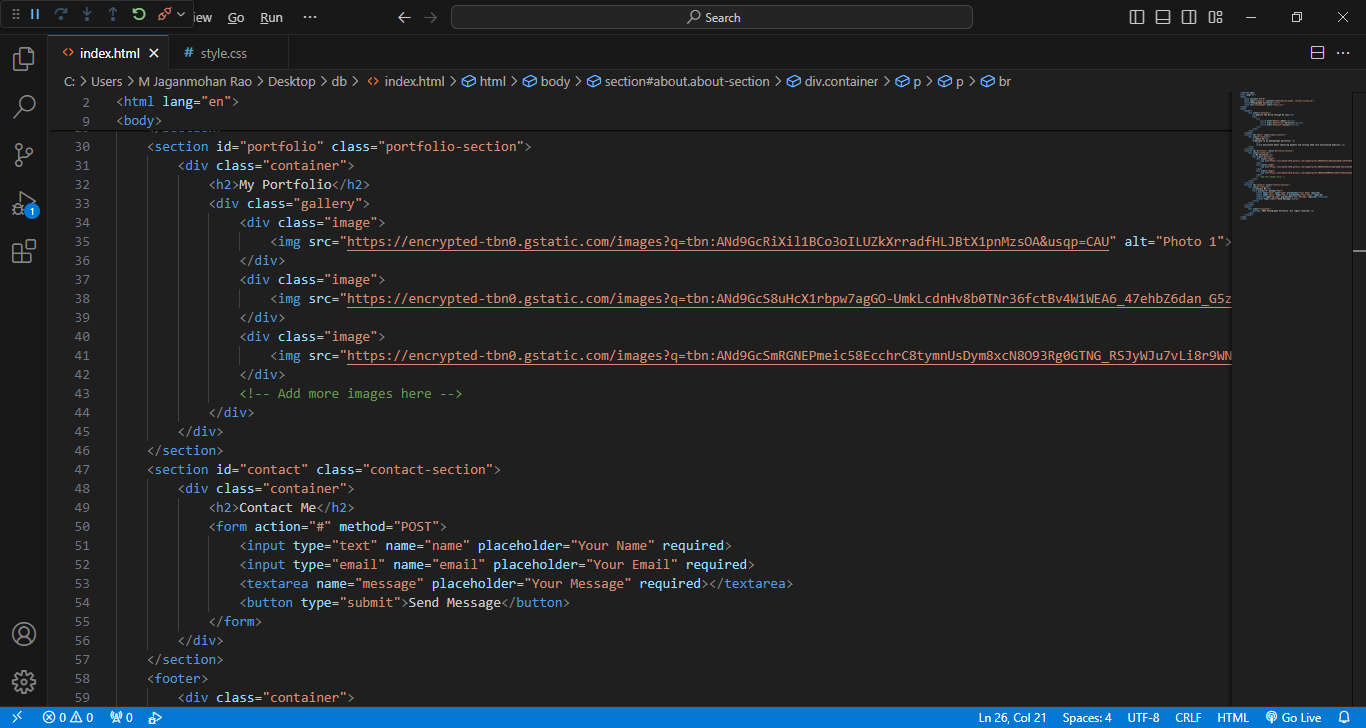 iew Go Run ··· Search
index.html # style.css
C: > Users > M Jaganmohan Rao > Desktop > db > index.html > html > body > section#about.about-section > div.container > p > p > br
2 <html lang="en">
9 <body>
30 <section id="portfolio" class="portfolio-section">
31 <div class="container">
32 <h2>My Portfolio</h2>
33 <div class="gallery">
34 <div class="image">
35 <img src="https://encrypted-tbn0.gstatic.com/images?q=tbn:ANd9GcRiXil1BCo3oILUZkXrradfHLJBtX1pnMzsOA&usqp=CAU" alt="Photo 1">
36 </div>
37 <div class="image">
38 <img src="https://encrypted-tbn0.gstatic.com/images?q=tbn:ANd9GcS8uHcX1rbpw7agGO-UmkLcdnHv8b0TNr36fctBv4W1WEA6_47ehbZ6dan_G5z
39 </div>
40 <div class="image">
41 <img src="https://encrypted-tbn0.gstatic.com/images?q=tbn:ANd9GcSmRGNEPmeic58EcchrC8tymnUsDym8xcN8O93Rg0GTNG_RSJyWJu7vLi8r9WN
42 </div>
43 <!-- Add more images here -->
44 </div>
45 </div>
46 </section>
47 <section id="contact" class="contact-section">
48 <div class="container">
49 <h2>Contact Me</h2>
50 <form action="#" method="POST">
51 <input type="text" name="name" placeholder="Your Name" required>
52 <input type="email" name="email" placeholder="Your Email" required>
53 <textarea name="message" placeholder="Your Message" required></textarea>
54 <button type="submit">Send Message</button>
55 </form>
56 </div>
57 </section>
58 <footer>
59 <div class="container">
1
0 0 0 Ln 26, Col 21 Spaces: 4 UTF-8 CRLF HTML Go Live